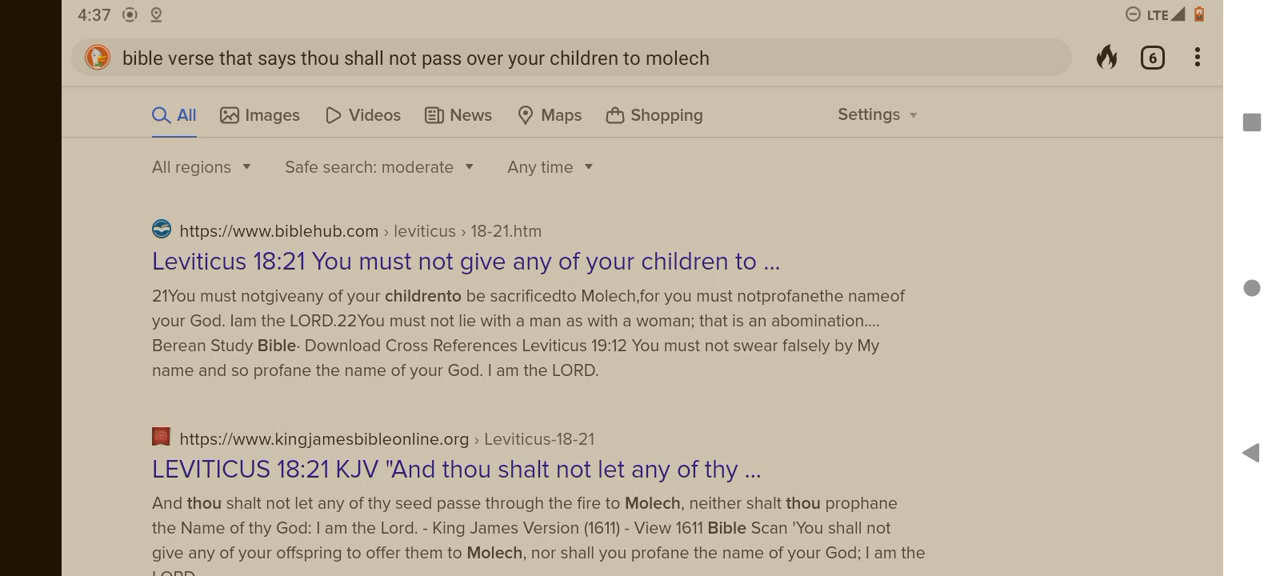 4:37 LTE
bible verse that says thou shall not pass over your children to molech 6
All Images Videos News Maps Shopping Settings
All regions Safe search: moderate Any time
https://www.biblehub.com › leviticus › 18-21.htm
Leviticus 18:21 You must not give any of your children to ...
21You must notgiveany of your childrento be sacrificedto Molech,for you must notprofanethe nameof
your God. Iam the LORD.22You must not lie with a man as with a woman; that is an abomination....
Berean Study Bible· Download Cross References Leviticus 19:12 You must not swear falsely by My
name and so profane the name of your God. I am the LORD.
https://www.kingjamesbibleonline.org › Leviticus-18-21
LEVITICUS 18:21 KJV "And thou shalt not let any of thy ...
And thou shalt not let any of thy seed passe through the fire to Molech, neither shalt thou prophane
the Name of thy God: I am the Lord. - King James Version (1611) - View 1611 Bible Scan 'You shall not
give any of your offspring to offer them to Molech, nor shall you profane the name of your God; I am the
LORD.